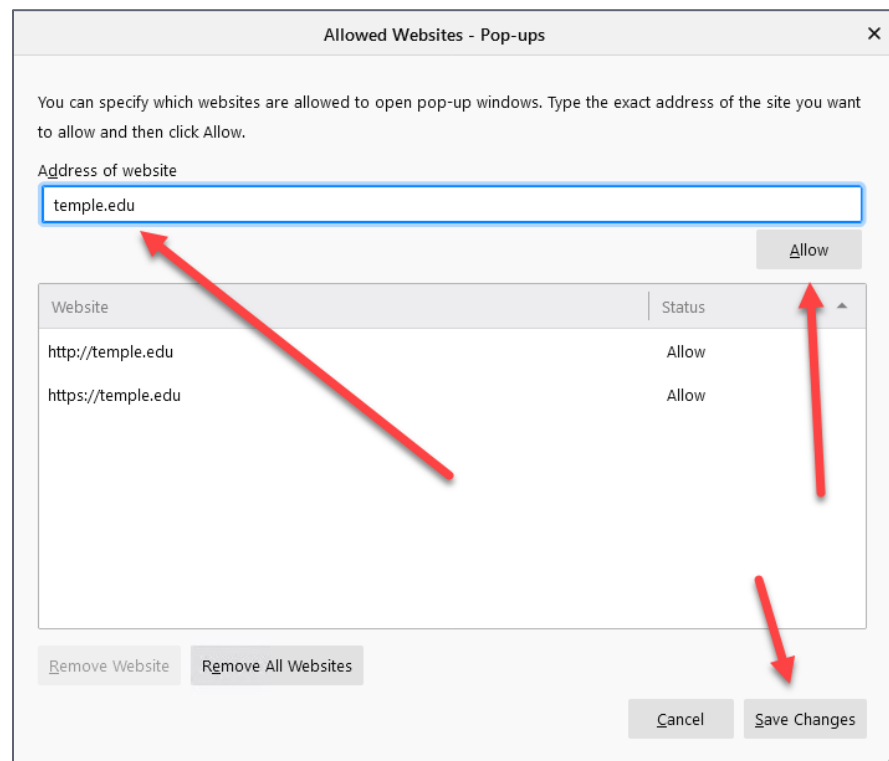 Allowed Websites - Pop-ups
You can specify which websites are allowed to open pop-up windows. Type the exact address of the site you want
to allow and then click Allow.
Address of website
temple.edu
Allow
Website Status
http://temple.edu Allow
https://temple.edu Allow
Remove Website Remove All Websites
Cancel Save Changes